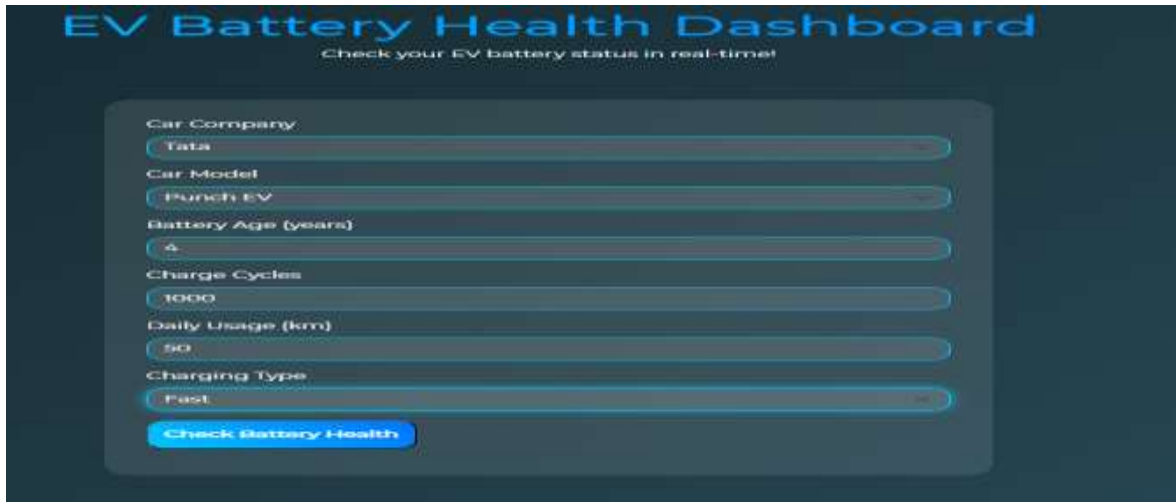 EV Battery Health Dashboard
Check your EV battery status in real-time!
Car Company
Tata
Car Model
Punch EV
Battery Age (years)
4
Charge Cycles
1000
Daily Usage (km)
50
Charging Type
Fast
Check Battery Health